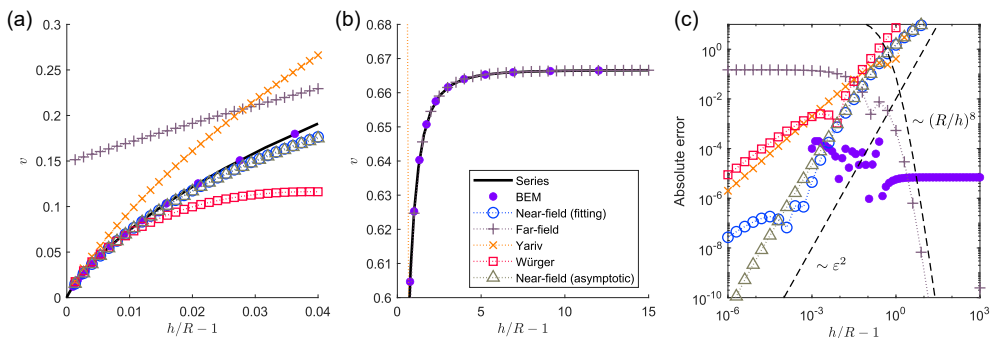 (a)
0.3
0.25
0.2
0.15
0.1
0.05
0
v
0
0.01
0.02
0.03
0.04
h/R − 1
(b)
0.67
0.66
0.65
0.64
0.63
0.62
0.61
0.6
v
5
10
15
h/R − 1
Series
BEM
Near-field (fitting)
Far-field
Yariv
Würger
Near-field (asymptotic)
(c)
10^0
10^-2
10^-4
10^-6
10^-8
10^-10
Absolute error
10^-6
10^-3
10^0
10^3
h/R − 1
∼ (R/h)^8
∼ ε^2